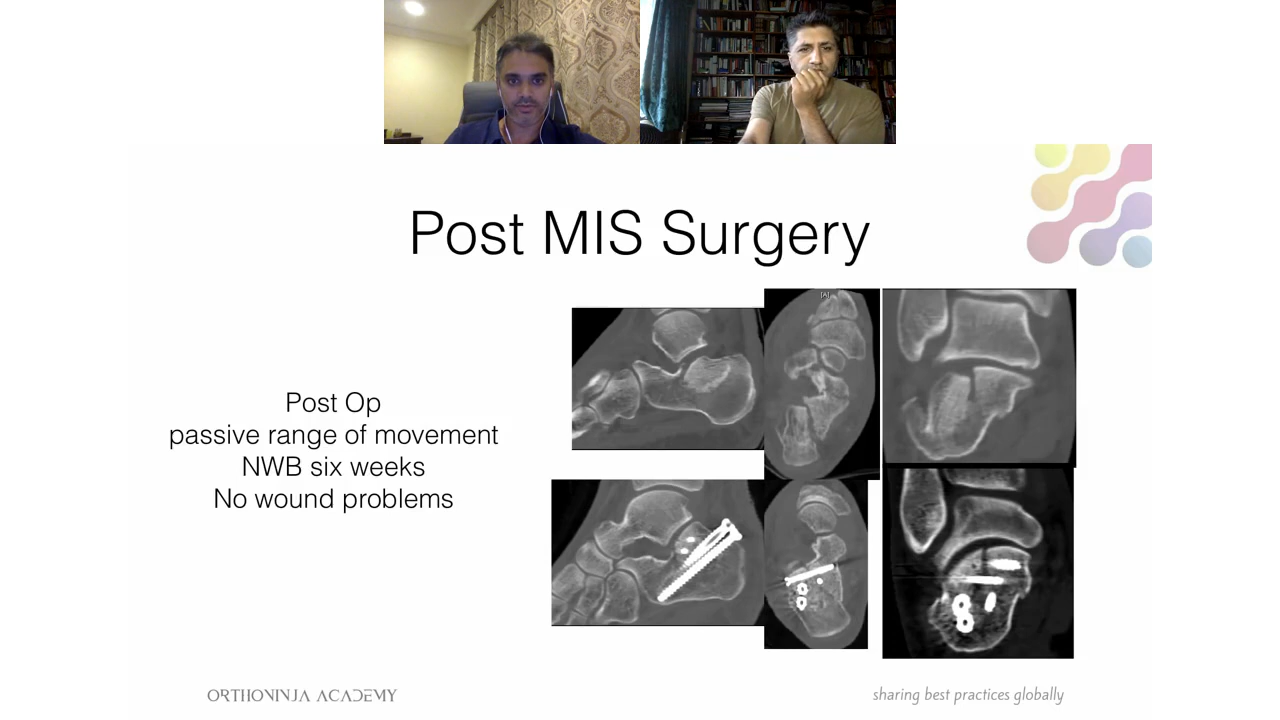 Post MIS Surgery
[A]
Post Op
passive range of movement
NWB six weeks
No wound problems
ORTHONINJA ACADEMY
sharing best practices globally